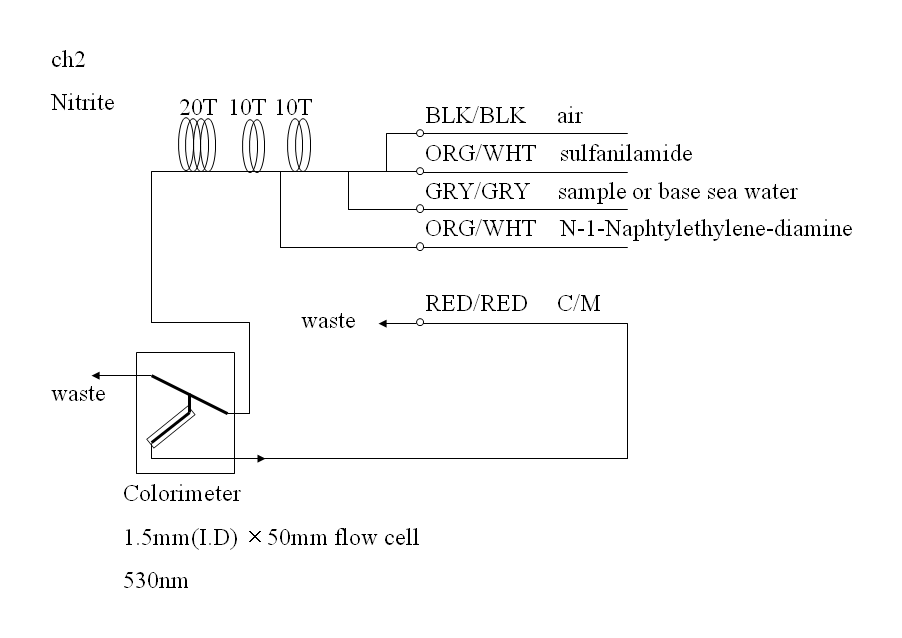 ch2
Nitrite
20T 10T 10T
BLK/BLK air
ORG/WHT sulfanilamide
GRY/GRY sample or base sea water
ORG/WHT N-1-Naphtylethylene-diamine
RED/RED C/M
waste
waste
Colorimeter
1.5mm(I.D) × 50mm flow cell
530nm